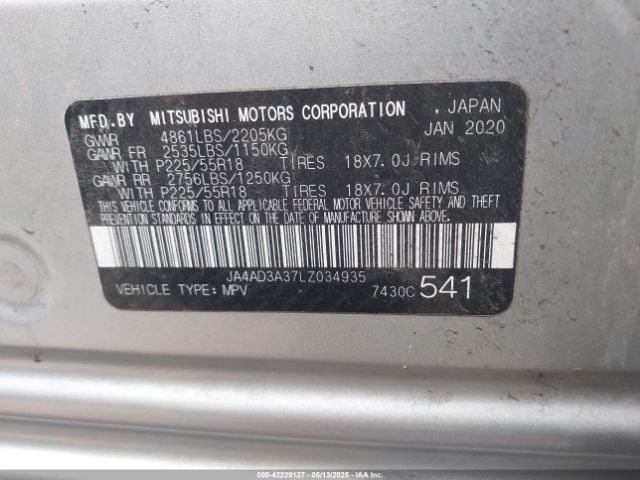 MFD.BY MITSUBISHI MOTORS CORPORATION , JAPAN
GVWR 4861LBS/2205KG JAN 2020
GAWR FR 2535LBS/1150KG
WITH P225/55R18 TIRES 18X7.0J RIMS
GAWR RR 2756LBS/1250KG
WITH P225/55R18 TIRES 18X7.0J RIMS
THIS VEHICLE CONFORMS TO ALL APPLICABLE FEDERAL MOTOR VEHICLE SAFETY AND THEFT
PREVENTION STANDARDS IN EFFECT ON THE DATE OF MANUFACTURE SHOWN ABOVE.
JA4AD3A37LZ034935
VEHICLE TYPE: MPV 7430C 541
000-42229127 - 05/13/2025 - IAAI.COM